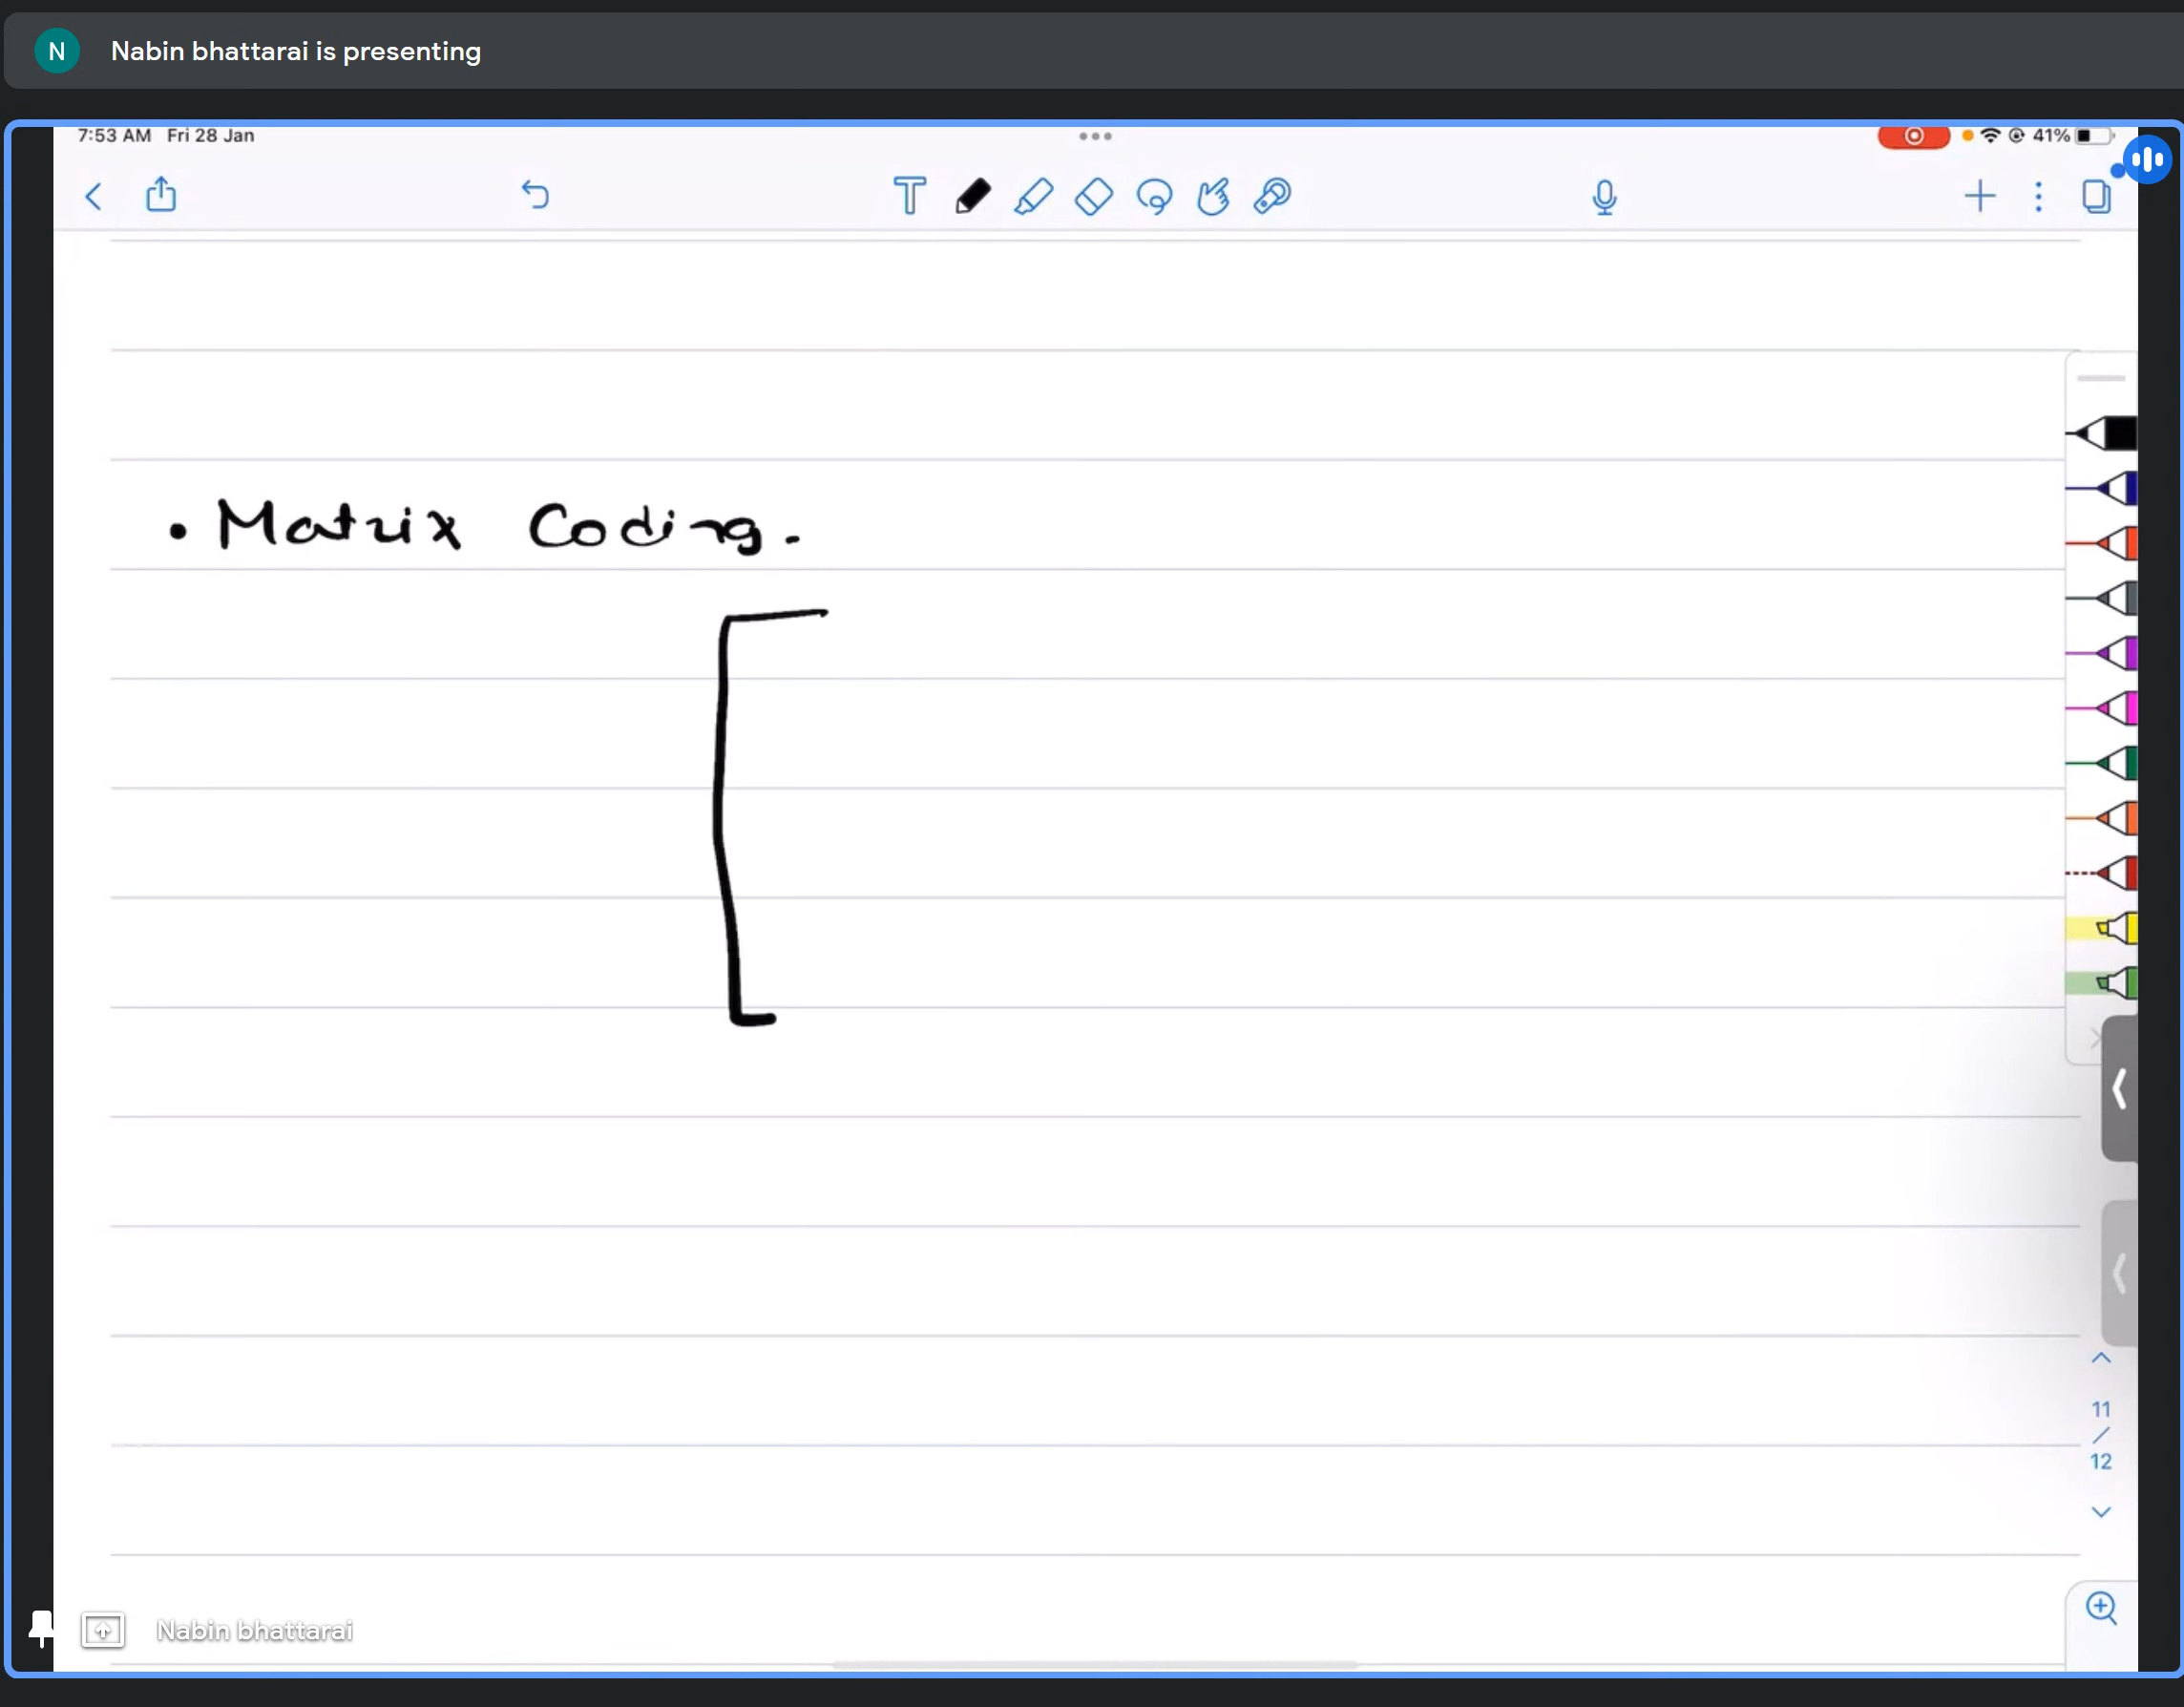 N Nabin bhattarai is presenting
7:53 AM Fri 28 Jan
41%
T
• Matrix Coding.
11
/
12
Nabin bhattarai